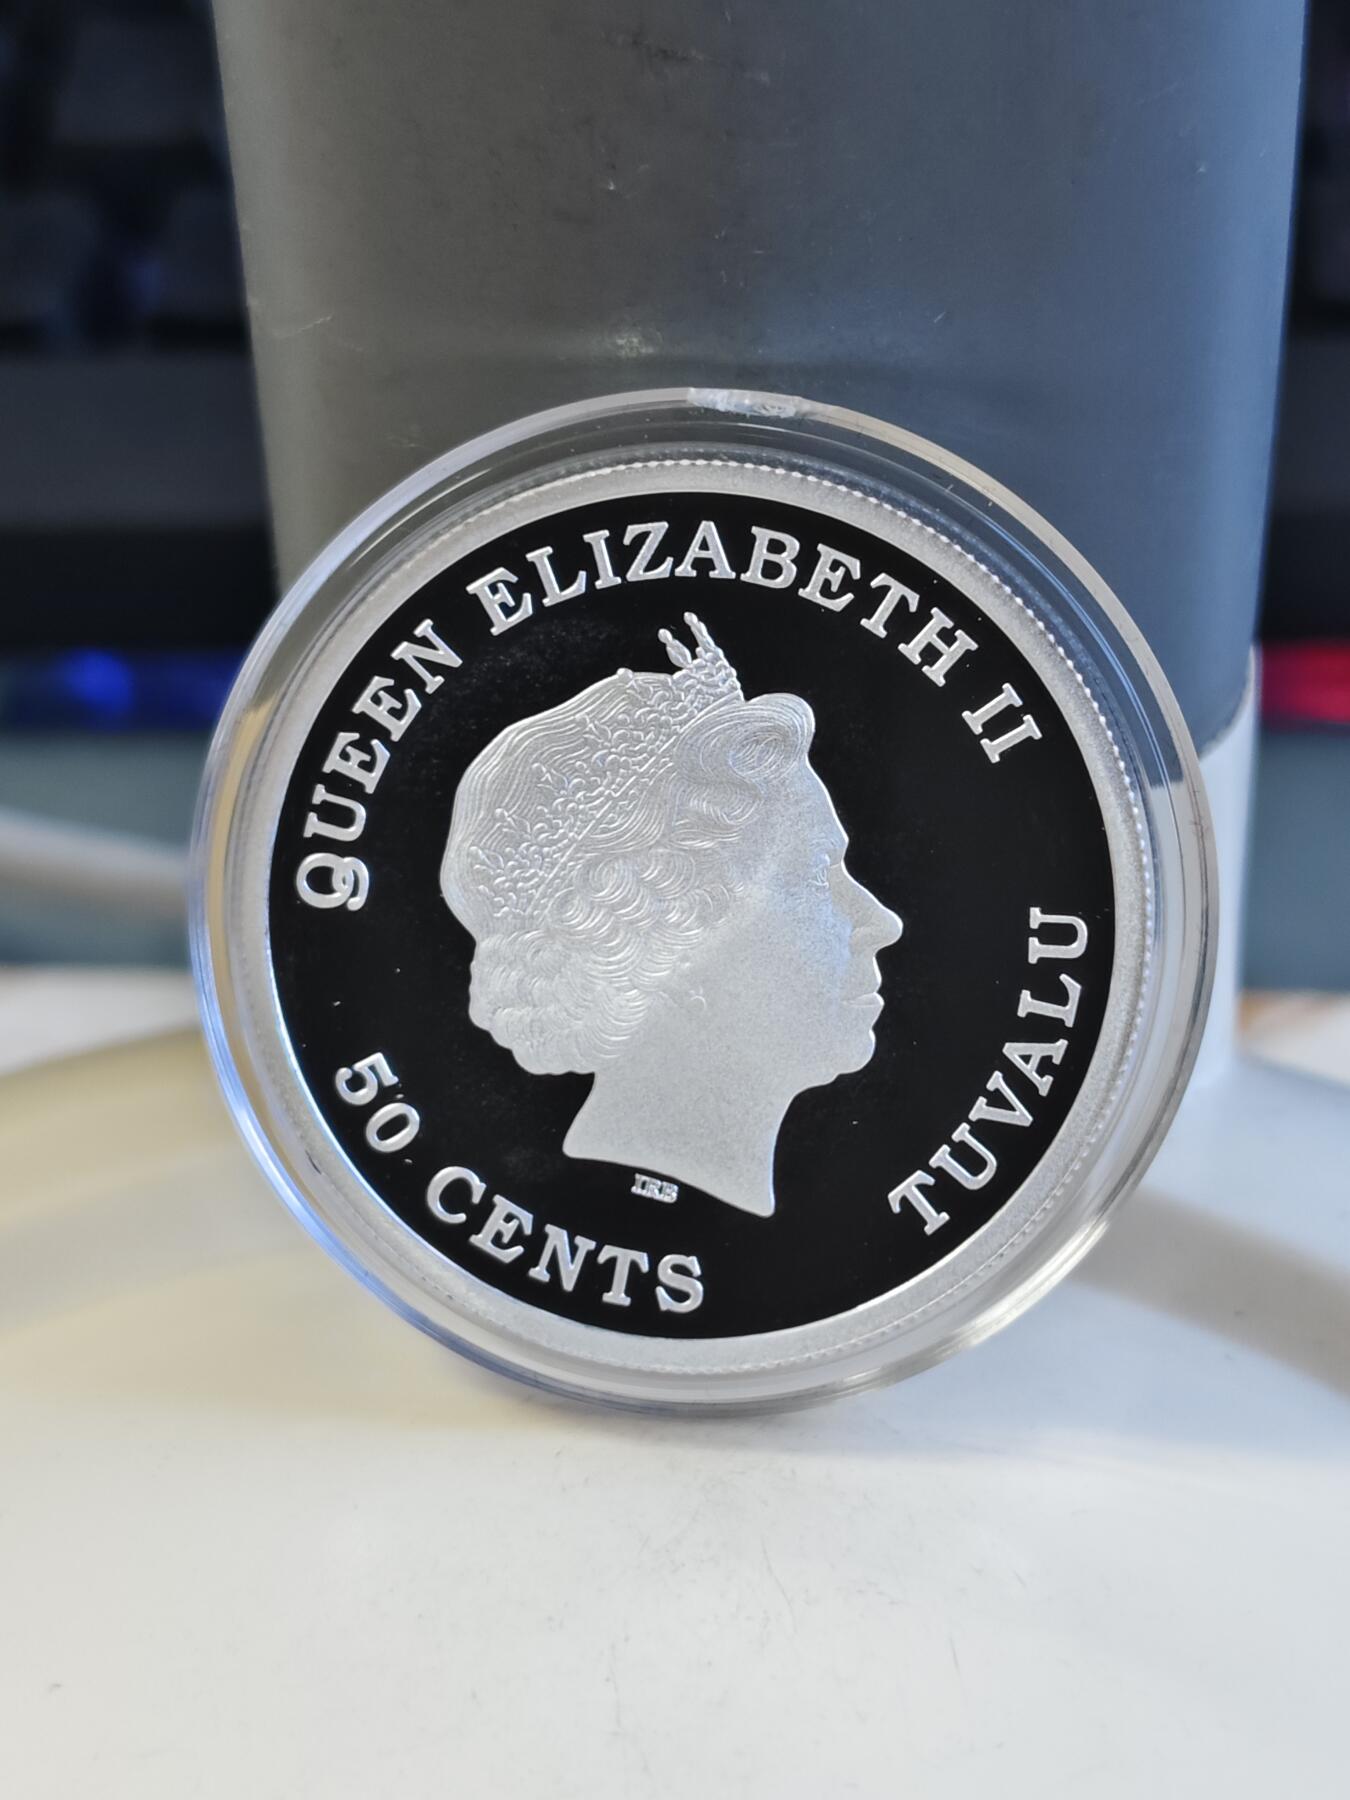 QUEEN ELIZABETH II
TUVALU
50 CENTS
IRB